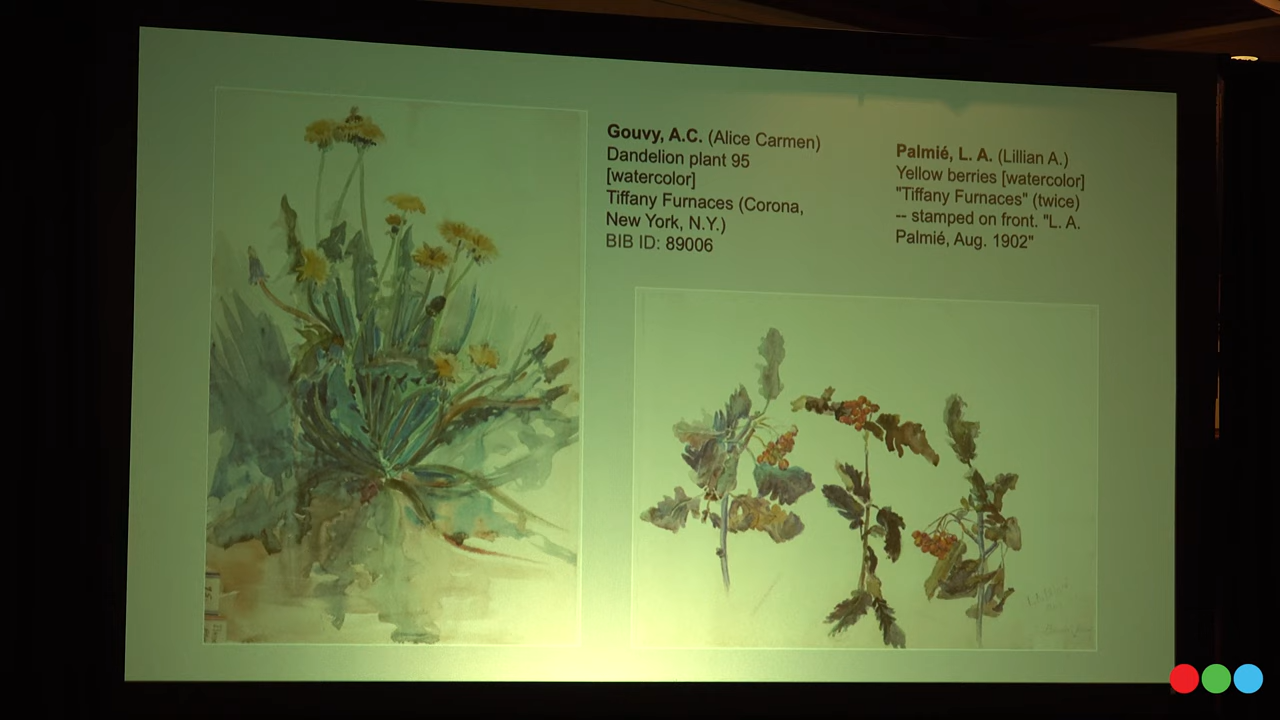 Gouvy, A.C. (Alice Carmen)
Dandelion plant 95
[watercolor]
Tiffany Furnaces (Corona,
New York, N.Y.)
BIB ID: 89006
Palmié, L. A. (Lillian A.)
Yellow berries [watercolor]
"Tiffany Furnaces" (twice)
-- stamped on front. "L. A.
Palmié, Aug. 1902"